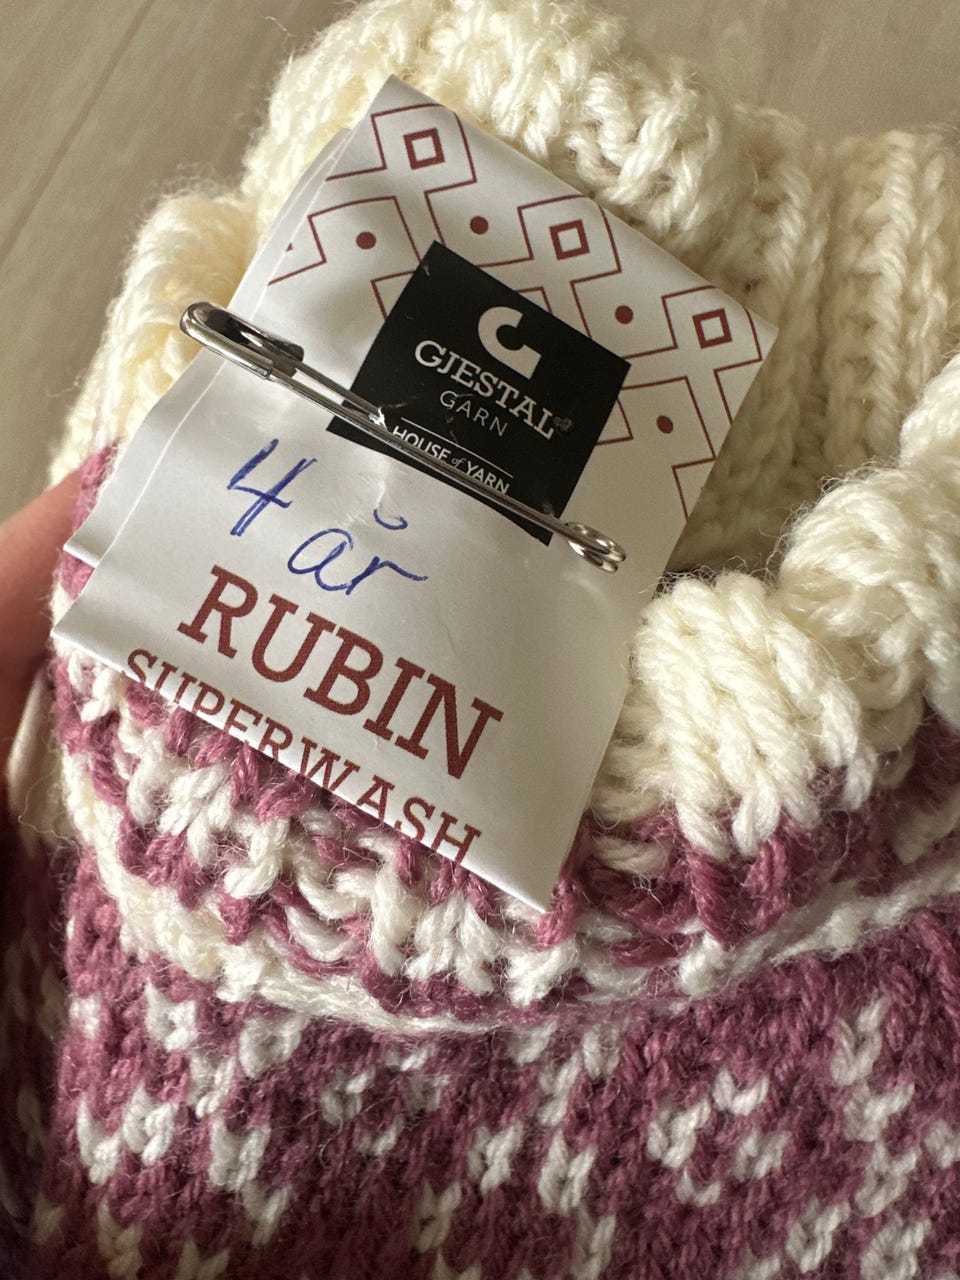 GJESTAL®
GARN
HOUSE of YARN
4 år
RUBIN
SUPERWASH